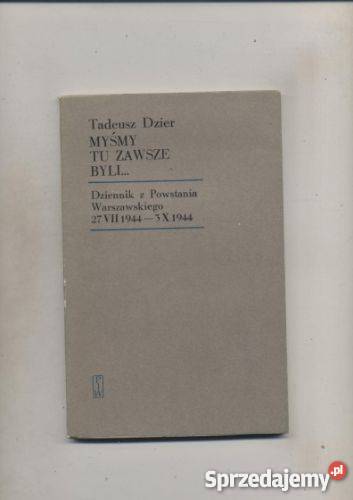 Tadeusz Dzier
MYŚMY
TU ZAWSZE
BYLI...
Dziennik z Powstania
Warszawskiego
27 VII 1944 — 3 X 1944
Sprzedajemy
.pl